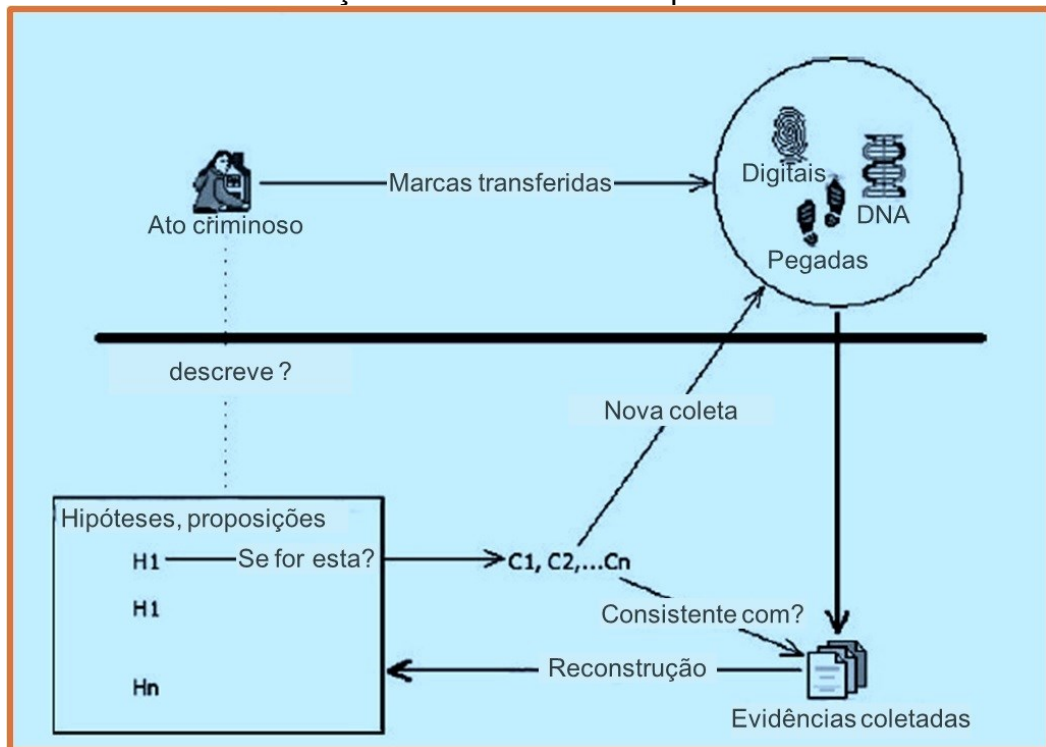 Marcas transferidas
Digitais
DNA
Pegadas
Ato criminoso
descreve ?
Nova coleta
Hipóteses, proposições
H1
Se for esta?
C1, C2,...Cn
H1
Consistente com?
Reconstrução
Hn
Evidências coletadas